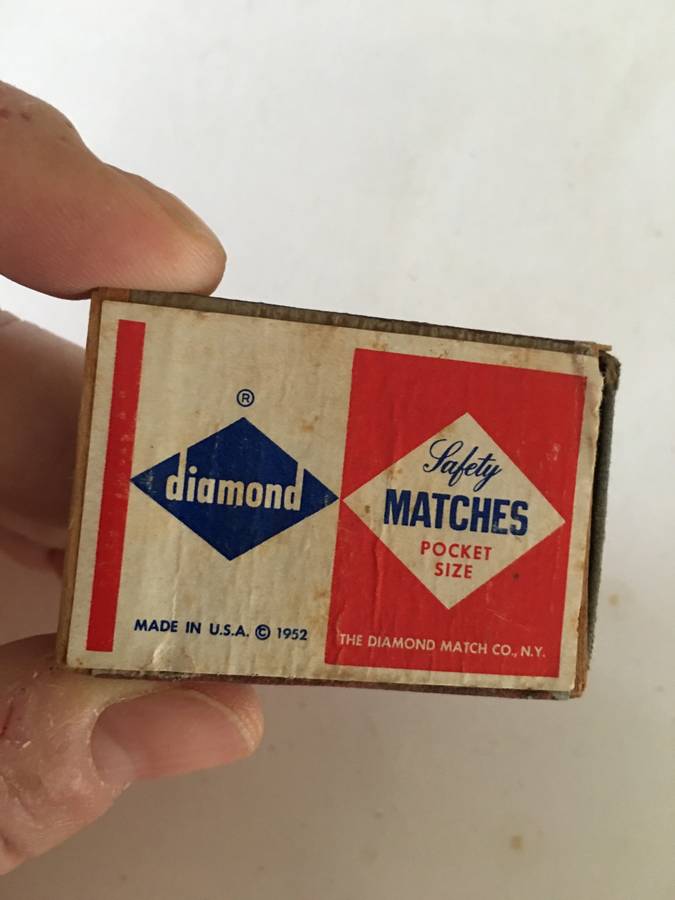 ®
diamond
MADE IN U.S.A. © 1952
Safety
MATCHES
POCKET
SIZE
THE DIAMOND MATCH CO., N.Y.